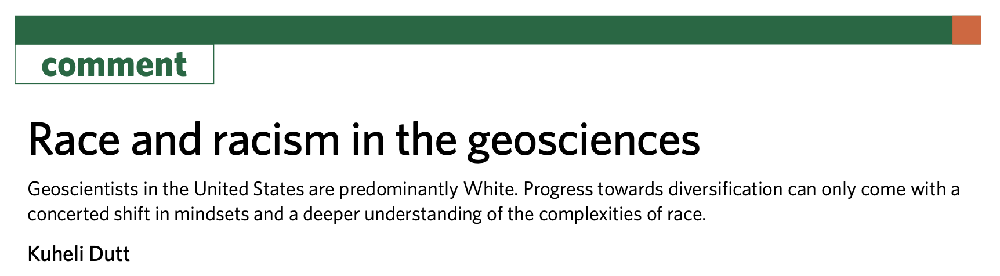 comment
Race and racism in the geosciences
Geoscientists in the United States are predominantly White. Progress towards diversification can only come with a
concerted shift in mindsets and a deeper understanding of the complexities of race.
Kuheli Dutt